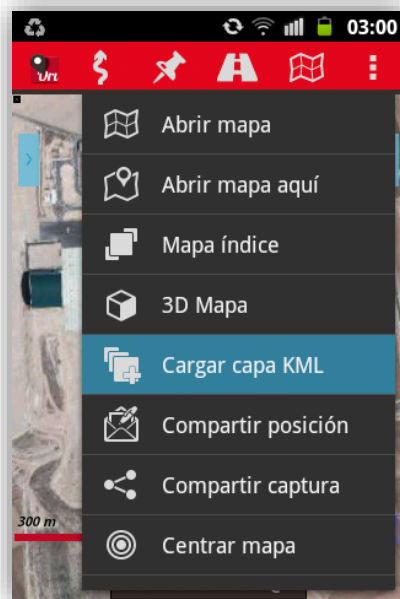 03:00
Abrir mapa
Abrir mapa aquí
Mapa índice
3D Mapa
Cargar capa KML
Compartir posición
Compartir captura
300 m
Centrar mapa